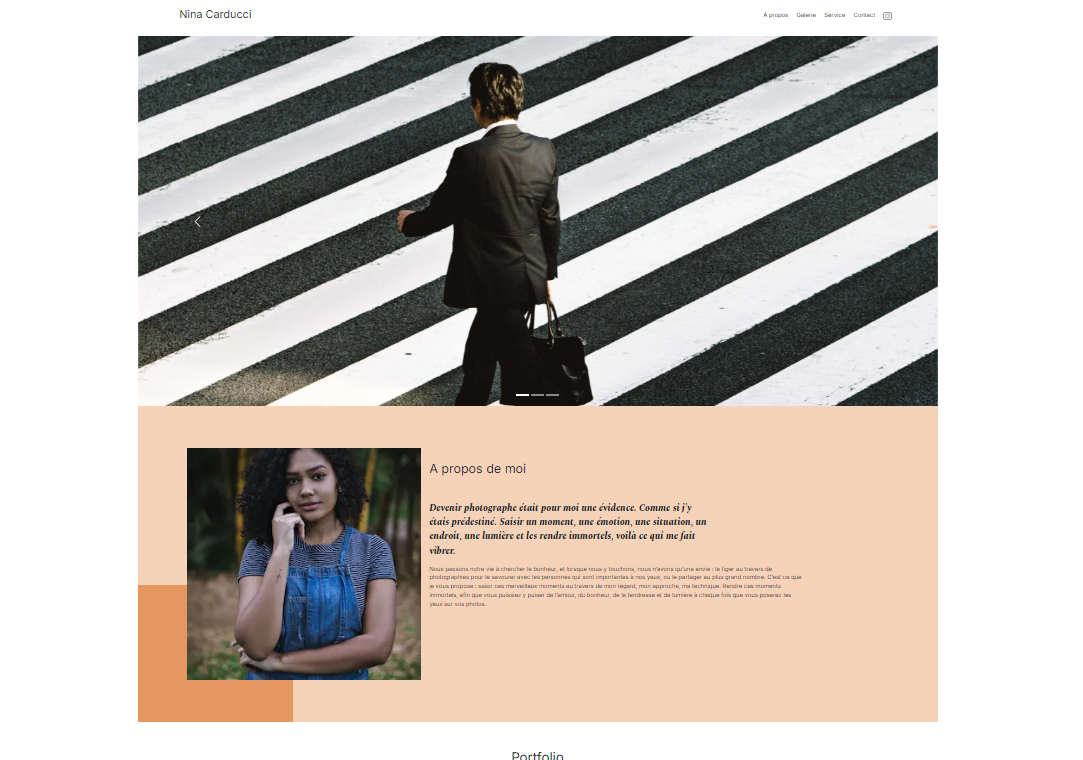 Nina Carducci
À propos
Galerie
Service
Contact
A propos de moi
Devenir photographe était pour moi une évidence. Comme si j'y
étais prédestiné. Saisir un moment, une émotion, une situation, un
endroit, une lumière et les rendre immortels, voilà ce qui me fait
vibrer.
Nous passons notre vie à chercher le bonheur, et lorsque nous y touchons, nous n'avons qu'une envie : le figer au travers de
photographies pour le savourer avec les personnes qui sont importantes à nos yeux, ou le partager au plus grand nombre. C'est ce que
je vous propose : saisir ces merveilleux moments au travers de mon regard, mon approche, ma technique. Rendre ces moments
immortels, afin que vous puissiez y puiser de l'amour, du bonheur, de la tendresse et de lumière à chaque fois que vous poserez les
yeux sur vos photos.
Portfolio